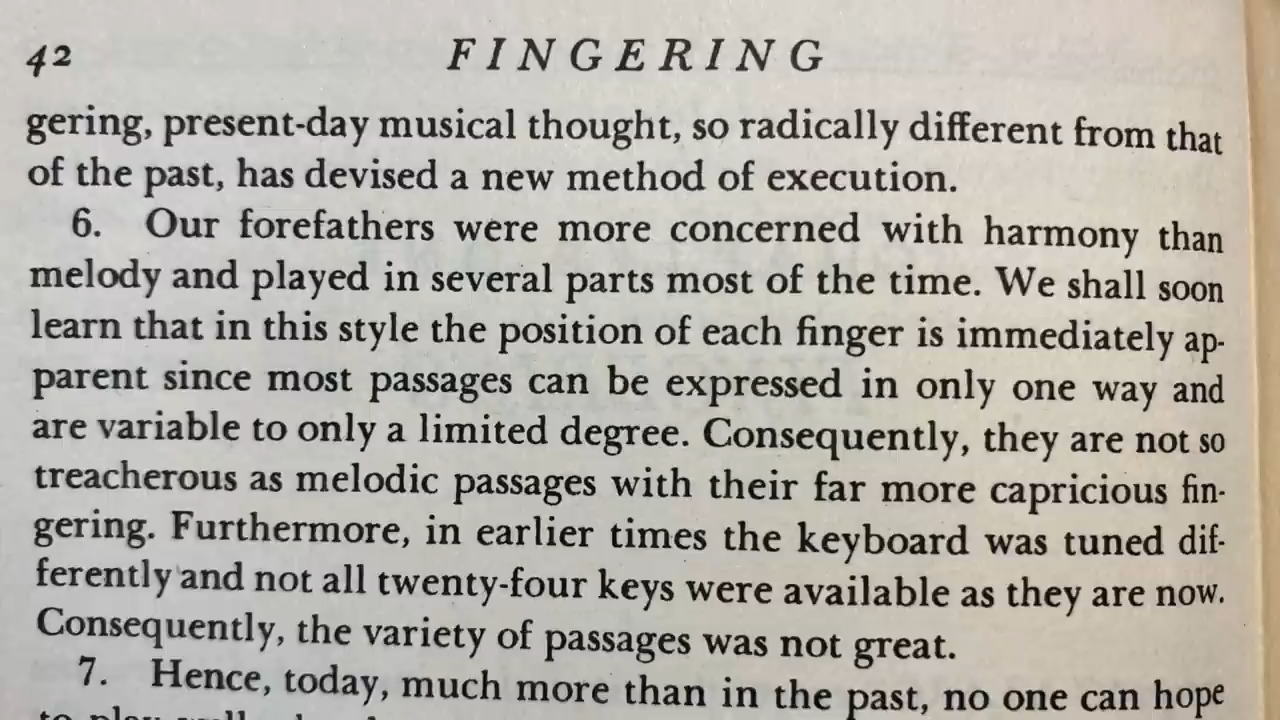 42 FINGERING
gering, present-day musical thought, so radically different from that
of the past, has devised a new method of execution.
6. Our forefathers were more concerned with harmony than
melody and played in several parts most of the time. We shall soon
learn that in this style the position of each finger is immediately ap-
parent since most passages can be expressed in only one way and
are variable to only a limited degree. Consequently, they are not so
treacherous as melodic passages with their far more capricious fin-
gering. Furthermore, in earlier times the keyboard was tuned dif-
ferently and not all twenty-four keys were available as they are now.
Consequently, the variety of passages was not great.
7. Hence, today, much more than in the past, no one can hope
to play well